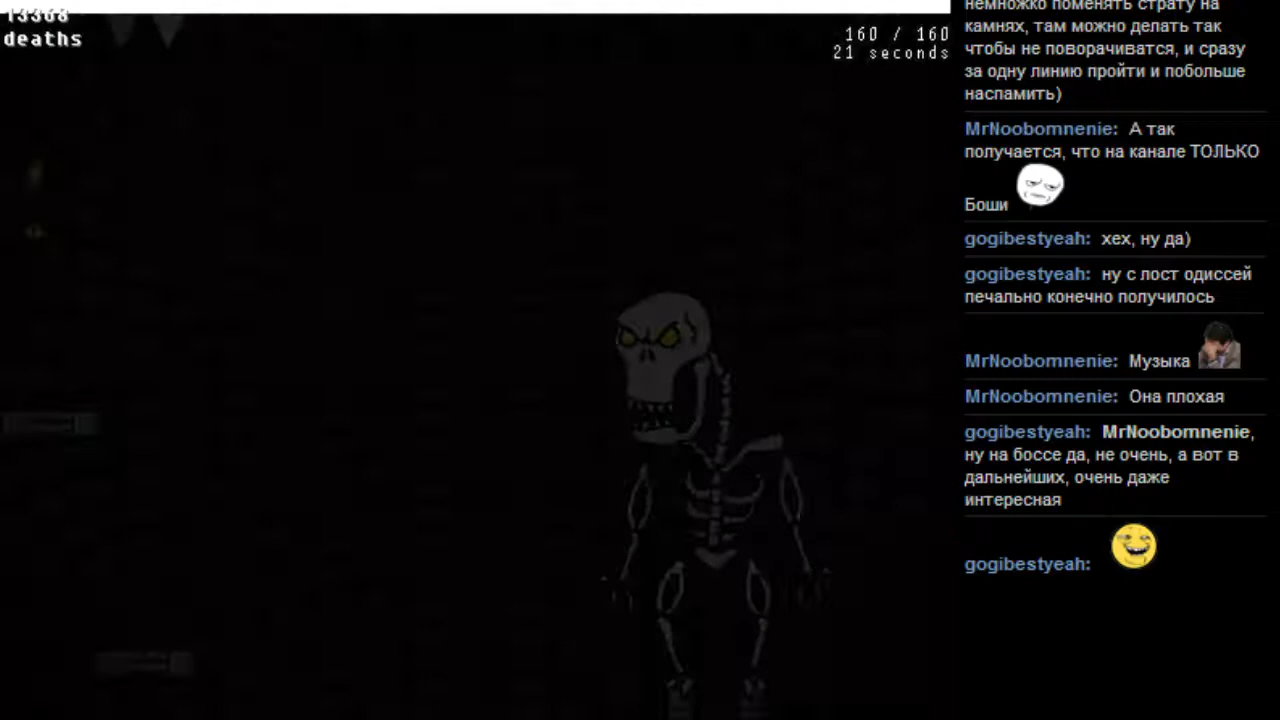 13368
deaths
160 / 160
21 seconds
немножко поменять страту на
камнях, там можно делать так
чтобы не поворачиватся, и сразу
за одну линию пройти и побольше
наспамить)
MrNoobomnenie: А так
получается, что на канале ТОЛЬКО
Боши
gogibestyeah: хех, ну да)
gogibestyeah: ну с лост одиссей
печально конечно получилось
MrNoobomnenie: Музыка
MrNoobomnenie: Она плохая
gogibestyeah: MrNoobomnenie,
ну на боссе да, не очень, а вот в
дальнейших, очень даже
интересная
gogibestyeah: